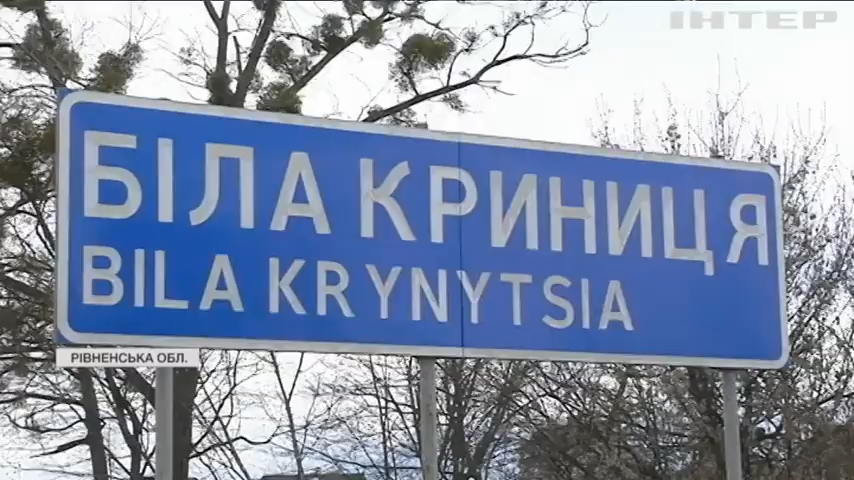 ІНТЕР
БІЛА КРИНИЦЯ
BILA KRYNYTSIA
РІВНЕНСЬКА ОБЛ.